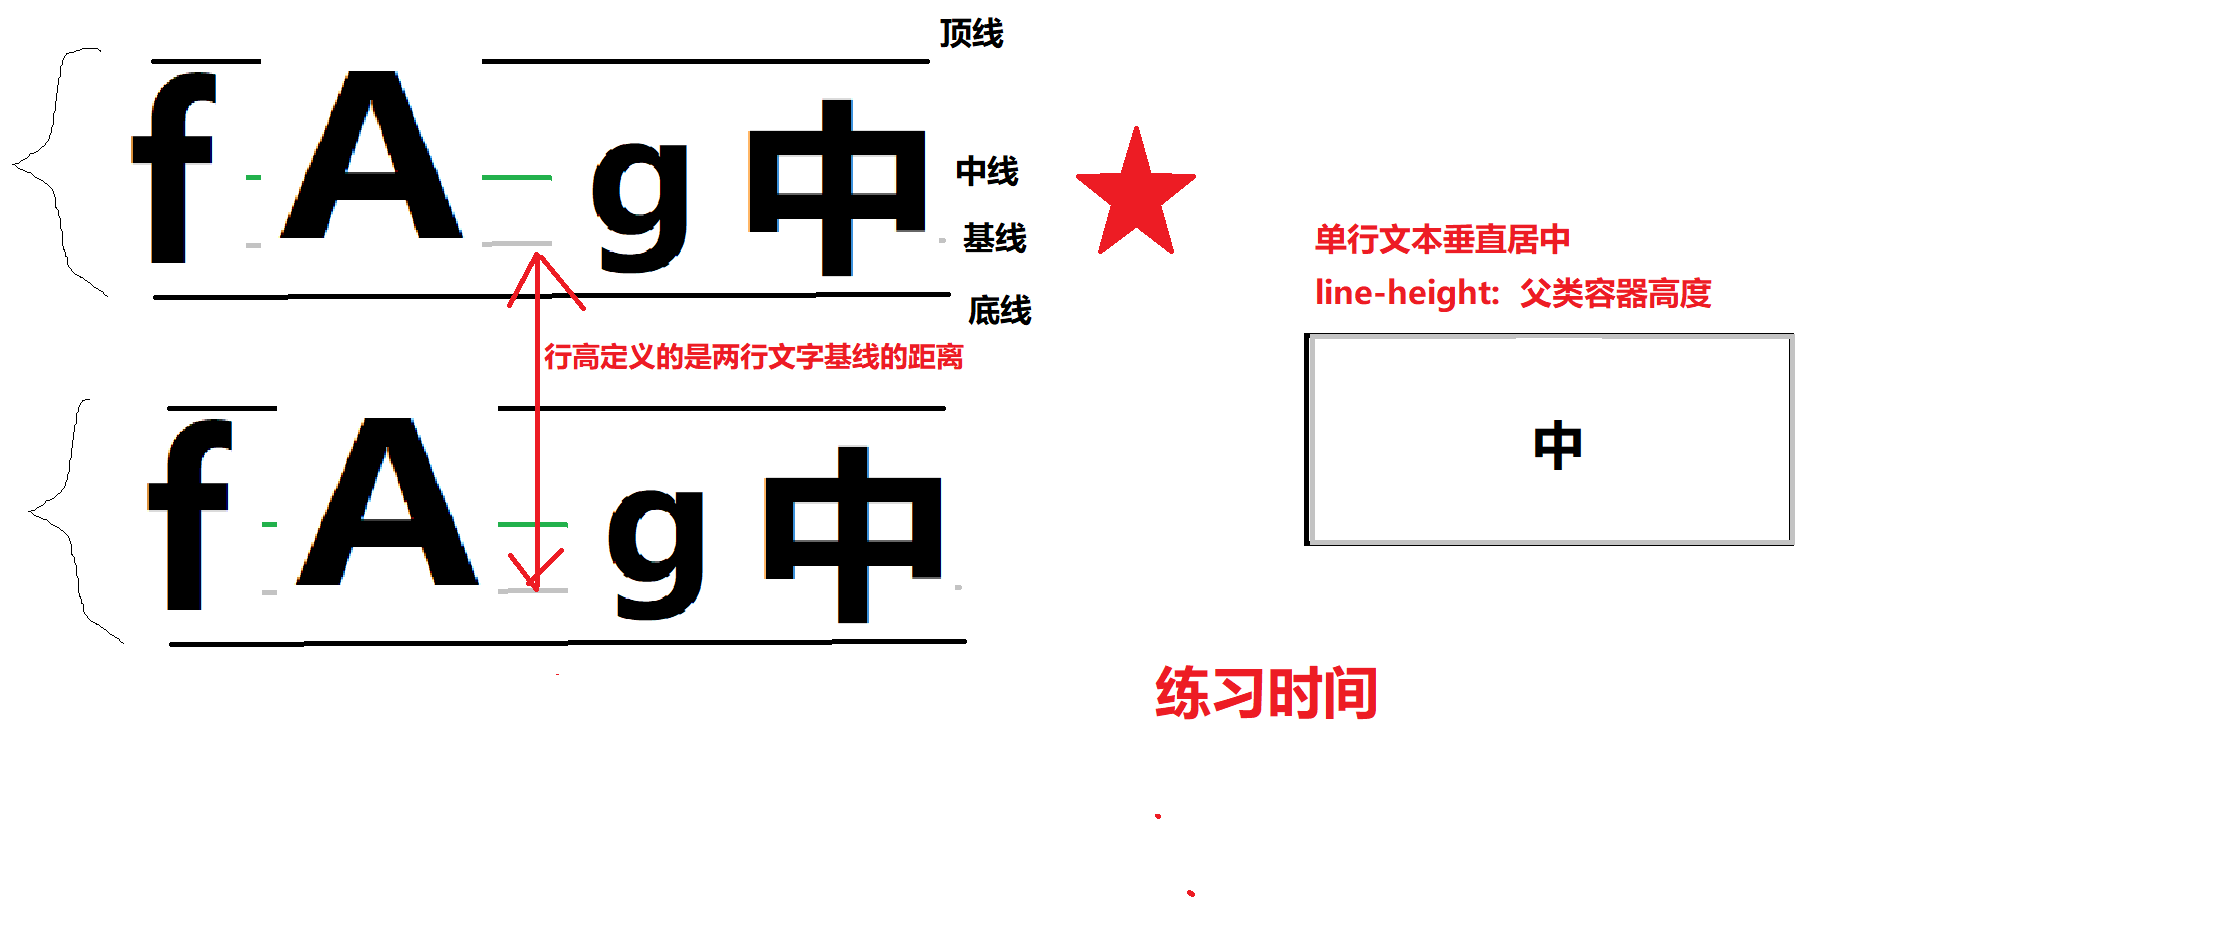 顶线
f A g 中
中线
基线
底线
行高定义的是两行文字基线的距离
f A g 中
单行文本垂直居中
line-height: 父类容器高度
中
练习时间